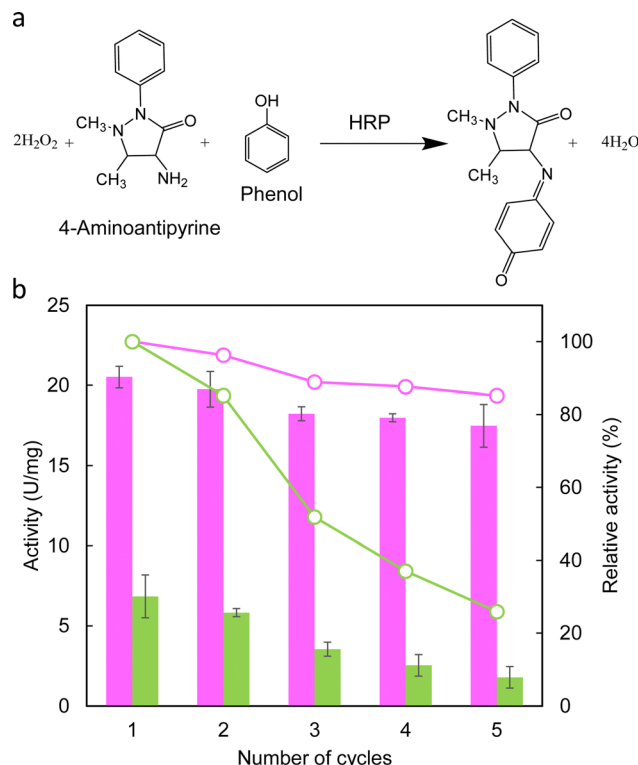 a
OH
HRP
2H₂O₂ + CH₃ N N O + CH₃ NH₂
CH₃ N N O + 4H₂O
CH₃ N
O
Phenol
4-Aminoantipyrine
b
25 20 15 10 5 0
Activity (U/mg)
100 80 60 40 20 0
Relative activity (%)
1 2 3 4 5
Number of cycles